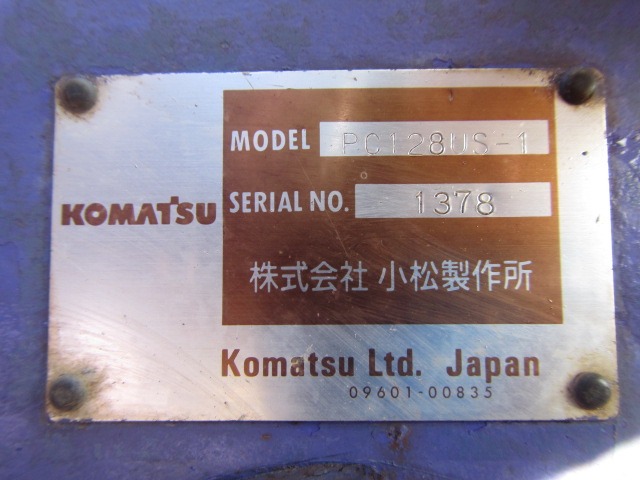 MODEL PC128US-1
KOMATSU
SERIAL NO. 1378
株式会社 小松製作所
Komatsu Ltd. Japan
09601-00835